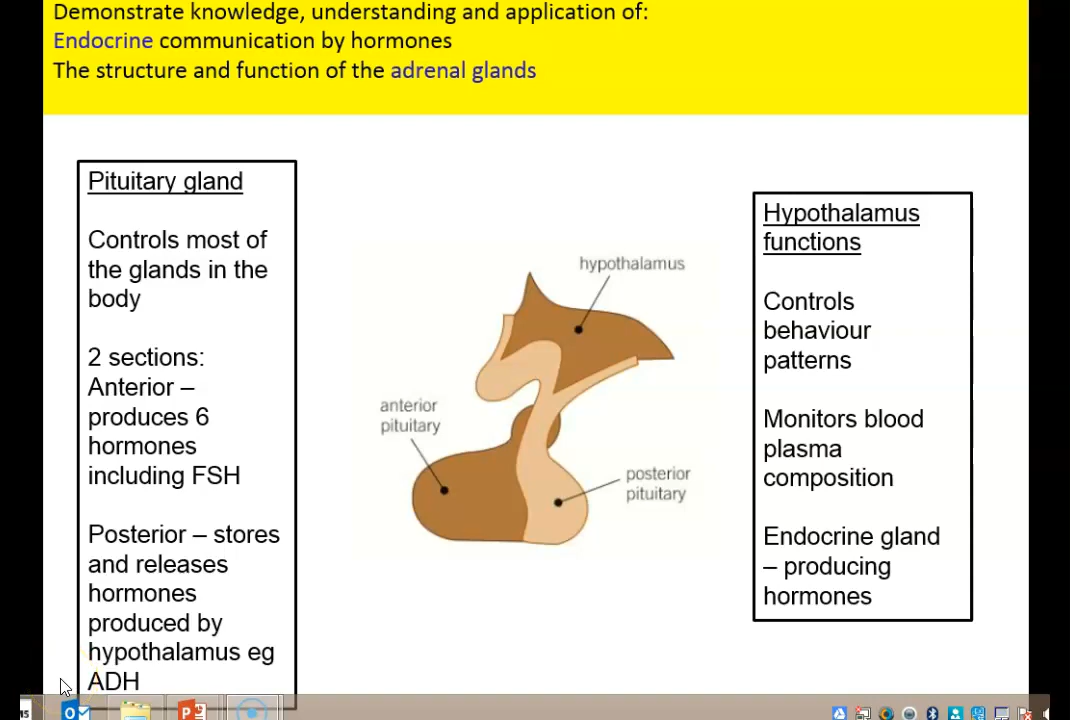 Demonstrate knowledge, understanding and application of:
Endocrine communication by hormones
The structure and function of the adrenal glands
Pituitary gland
Controls most of
the glands in the
body
2 sections:
Anterior –
produces 6
hormones
including FSH
Posterior – stores
and releases
hormones
produced by
hypothalamus eg
ADH
hypothalamus
anterior
pituitary
posterior
pituitary
Hypothalamus
functions
Controls
behaviour
patterns
Monitors blood
plasma
composition
Endocrine gland
– producing
hormones